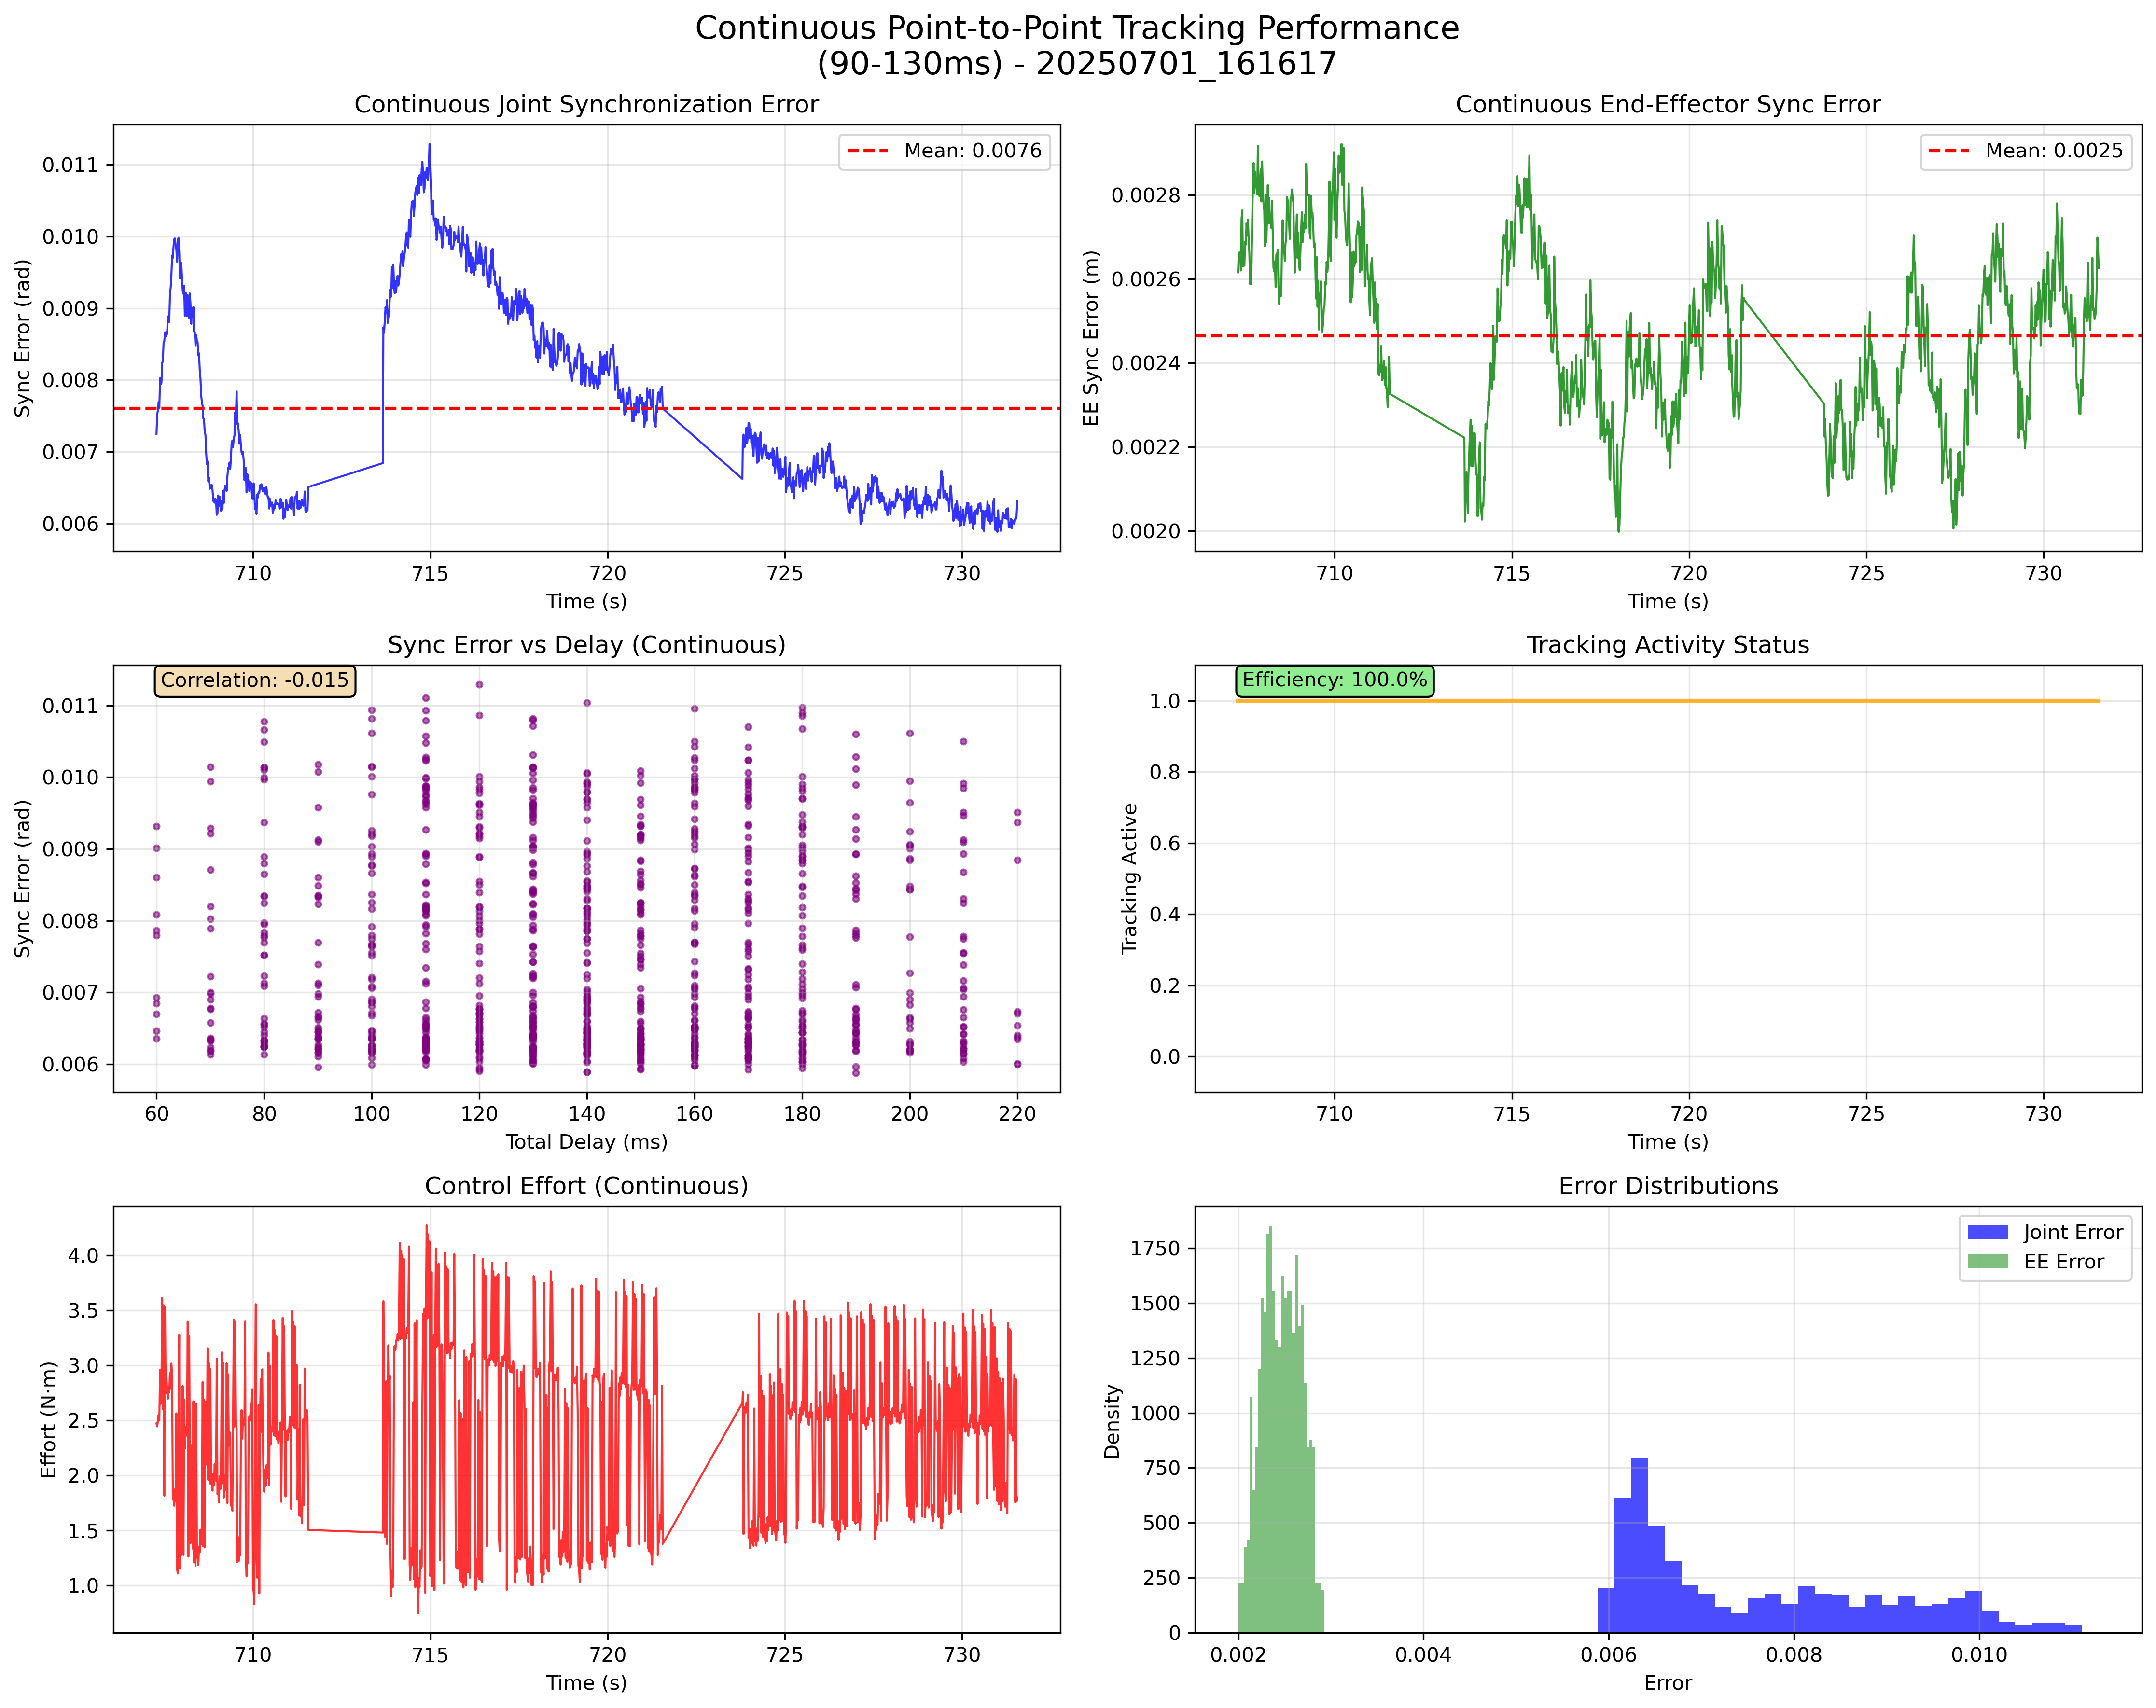 Continuous Point-to-Point Tracking Performance
(90-130ms) - 20250701_161617
Continuous Joint Synchronization Error
Sync Error (rad)
0.011
0.010
0.009
0.008
0.007
0.006
Mean: 0.0076
710 715 720 725 730
Time (s)
Continuous End-Effector Sync Error
EE Sync Error (m)
0.0028
0.0026
0.0024
0.0022
0.0020
Mean: 0.0025
710 715 720 725 730
Time (s)
Sync Error vs Delay (Continuous)
Correlation: -0.015
Sync Error (rad)
0.011
0.010
0.009
0.008
0.007
0.006
60 80 100 120 140 160 180 200 220
Total Delay (ms)
Tracking Activity Status
Efficiency: 100.0%
Tracking Active
1.0
0.8
0.6
0.4
0.2
0.0
710 715 720 725 730
Time (s)
Control Effort (Continuous)
Effort (N·m)
4.0
3.5
3.0
2.5
2.0
1.5
1.0
710 715 720 725 730
Time (s)
Error Distributions
Density
1750
1500
1250
1000
750
500
250
0
Joint Error
EE Error
0.002 0.004 0.006 0.008 0.010
Error